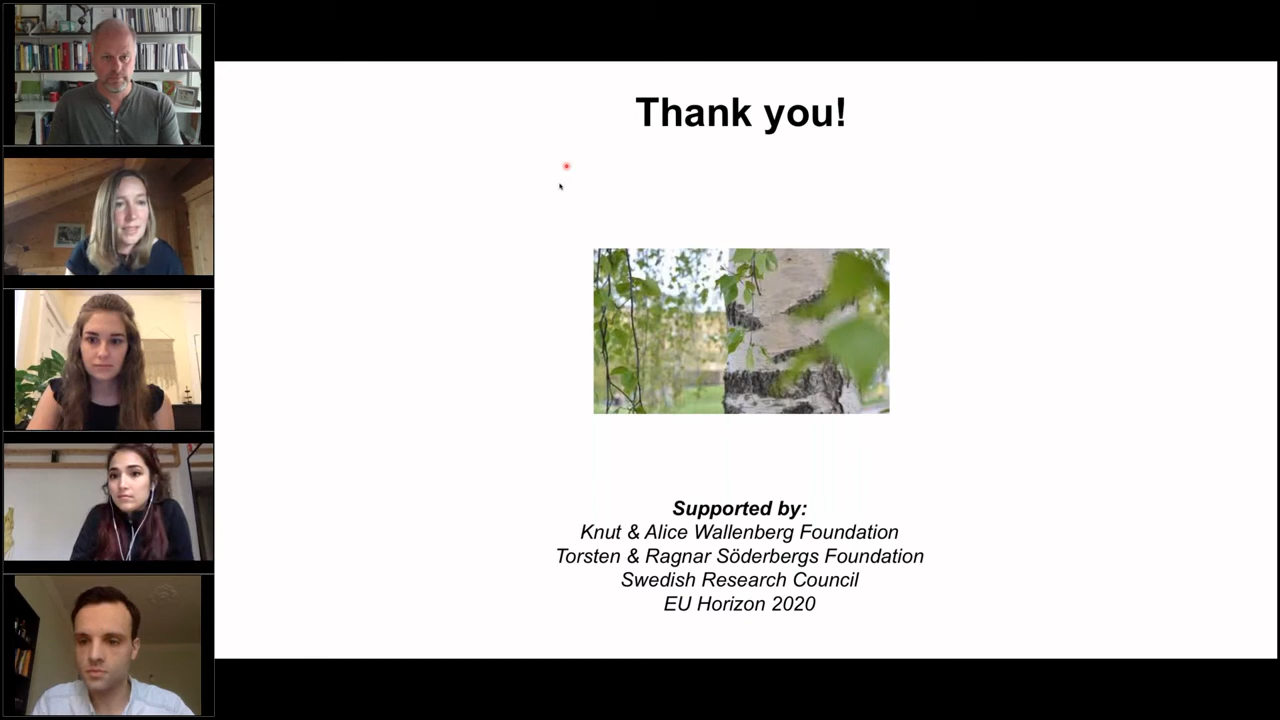 Thank you!
Supported by:
Knut & Alice Wallenberg Foundation
Torsten & Ragnar Söderbergs Foundation
Swedish Research Council
EU Horizon 2020